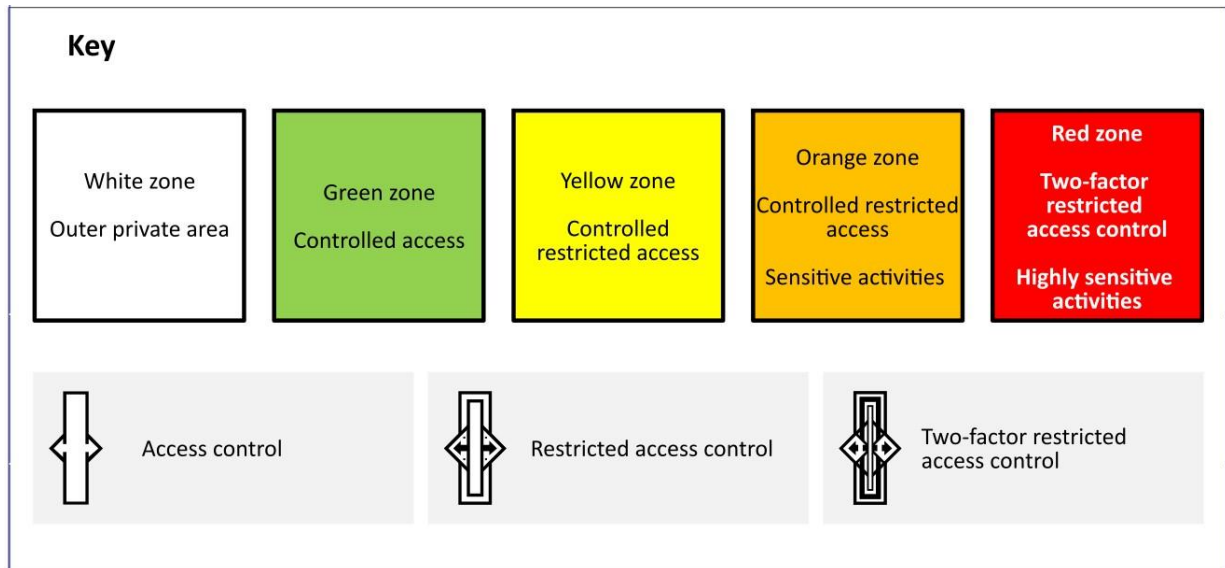 Key
White zone
Outer private area
Green zone
Controlled access
Yellow zone
Controlled
restricted access
Orange zone
Controlled restricted
access
Sensitive activities
Red zone
Two-factor
restricted
access control
Highly sensitive
activities
Access control
Restricted access control
Two-factor restricted
access control